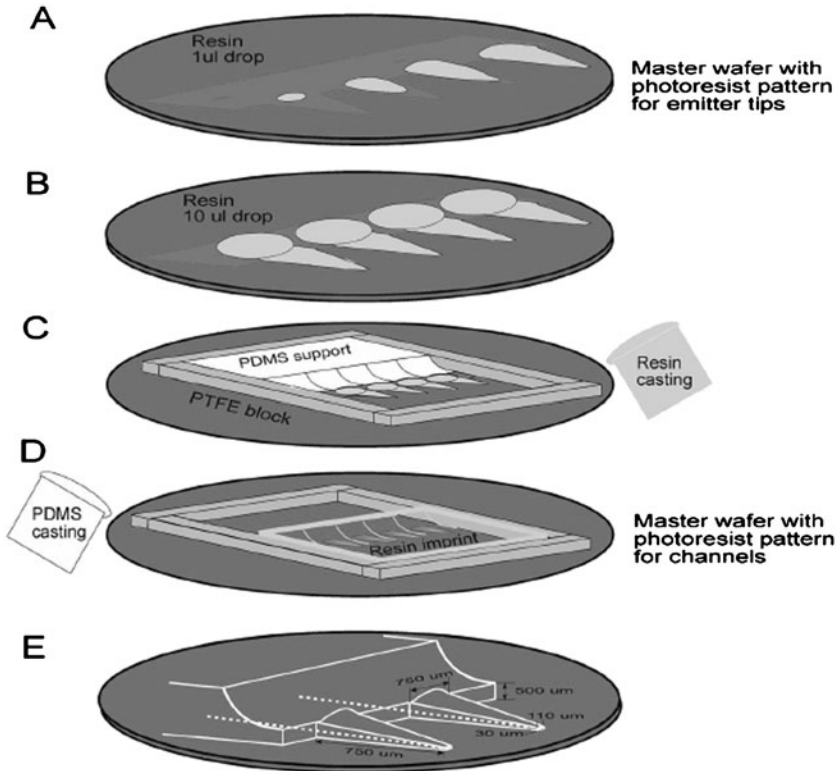 A
Resin
1ul drop
Master wafer with
photoresist pattern
for emitter tips
B
Resin
10 ul drop
C
PDMS support
PTFE block
Resin
casting
D
PDMS
casting
Resin imprint
Master wafer with
photoresist pattern
for channels
E
760 um
500 um
110 um
30 um
750 um